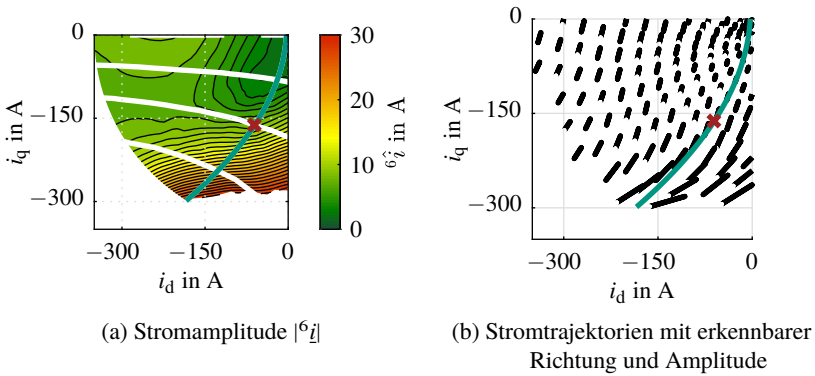 0
−150
−300
i_q in A
−300
−150
0
i_d in A
30
20
10
0
⁶î in A
(a) Stromamplitude |⁶i̲|
0
−150
−300
i_q in A
−300
−150
0
i_d in A
(b) Stromtrajektorien mit erkennbarer
Richtung und Amplitude